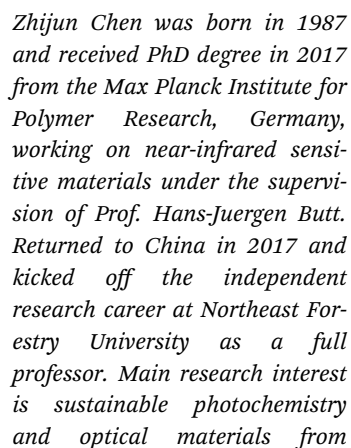 Zhijun Chen was born in 1987
and received PhD degree in 2017
from the Max Planck Institute for
Polymer Research, Germany,
working on near-infrared sensi-
tive materials under the supervi-
sion of Prof. Hans-Juergen Butt.
Returned to China in 2017 and
kicked off the independent
research career at Northeast For-
estry University as a full
professor. Main research interest
is sustainable photochemistry
and optical materials from